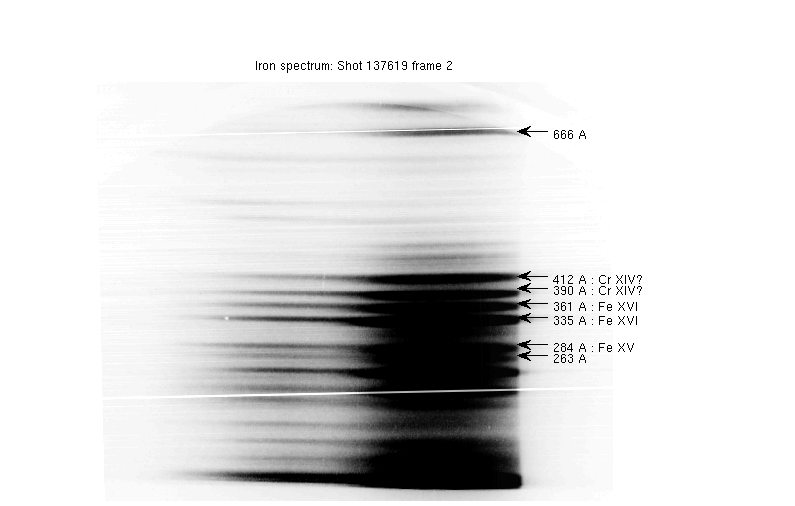 Iron spectrum: Shot 137619 frame 2
666 A
412 A : Cr XIV?
390 A : Cr XIV?
361 A : Fe XVI
335 A : Fe XVI
284 A : Fe XV
263 A